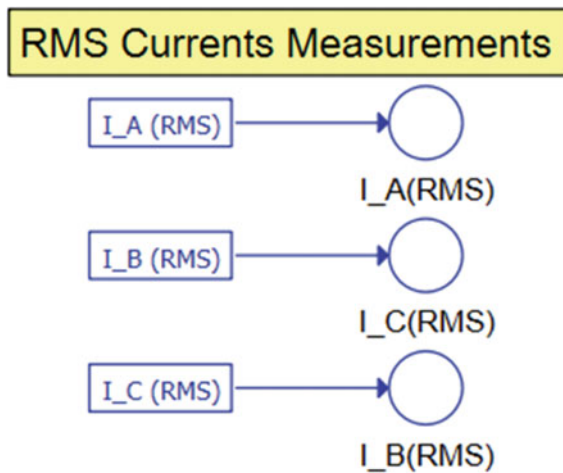 RMS Currents Measurements
I_A (RMS)
I_A(RMS)
I_B (RMS)
I_C(RMS)
I_C (RMS)
I_B(RMS)